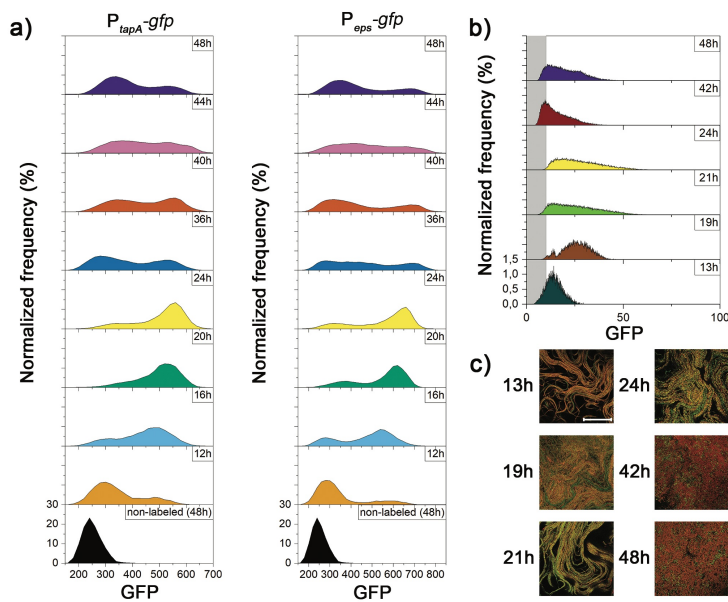 a)
P_tapA-gfp
48h
44h
40h
36h
24h
20h
16h
12h
non-labeled (48h)
30
20
10
0
200 300 400 500 600 700
GFP
Normalized frequency (%)
P_eps-gfp
48h
44h
40h
36h
24h
20h
16h
12h
non-labeled (48h)
30
20
10
0
200 300 400 500 600 700 800
GFP
Normalized frequency (%)
b)
48h
42h
24h
21h
19h
13h
1,5
1,0
0,5
0,0
0 50 100
GFP
Normalized frequency (%)
c)
13h
24h
19h
42h
21h
48h